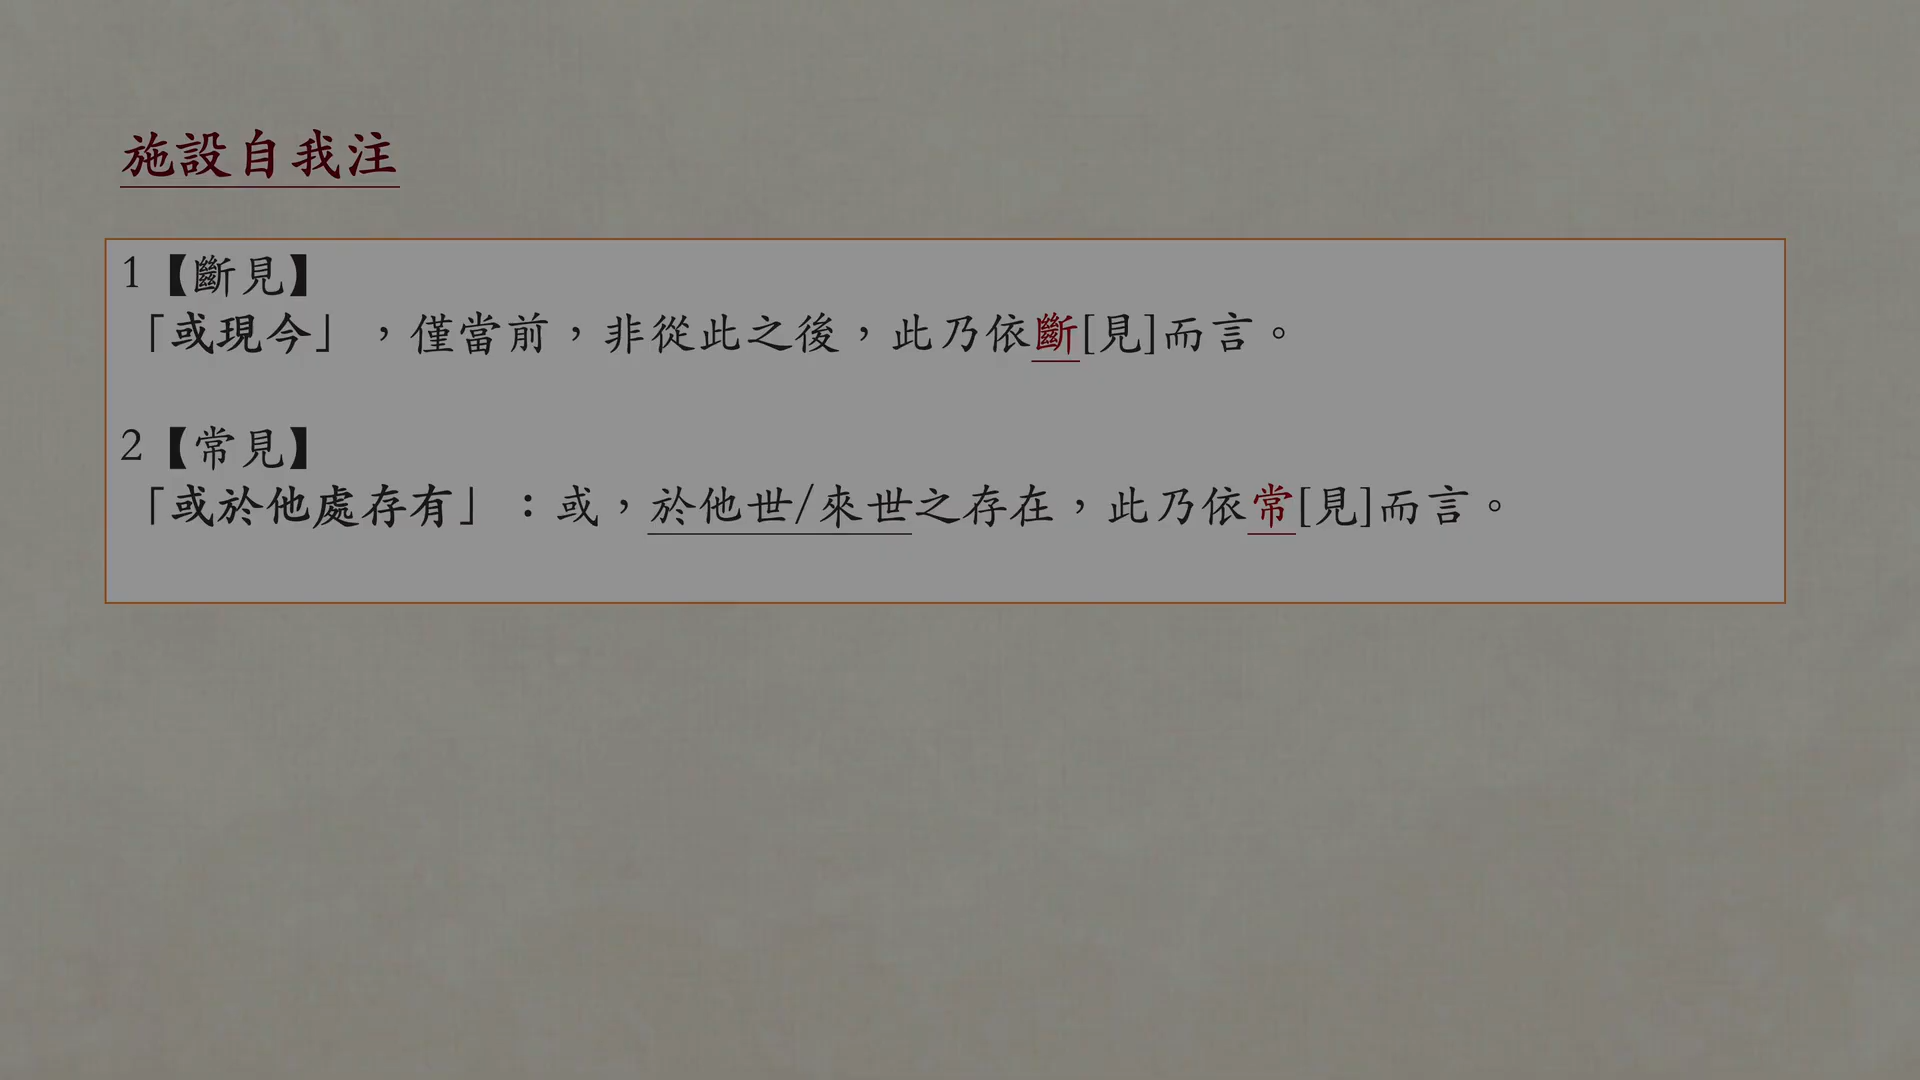 施設自我注
1【斷見】
「或現今」，僅當前，非從此之後，此乃依斷[見]而言。
2【常見】
「或於他處存有」：或，於他世/來世之存在，此乃依常[見]而言。